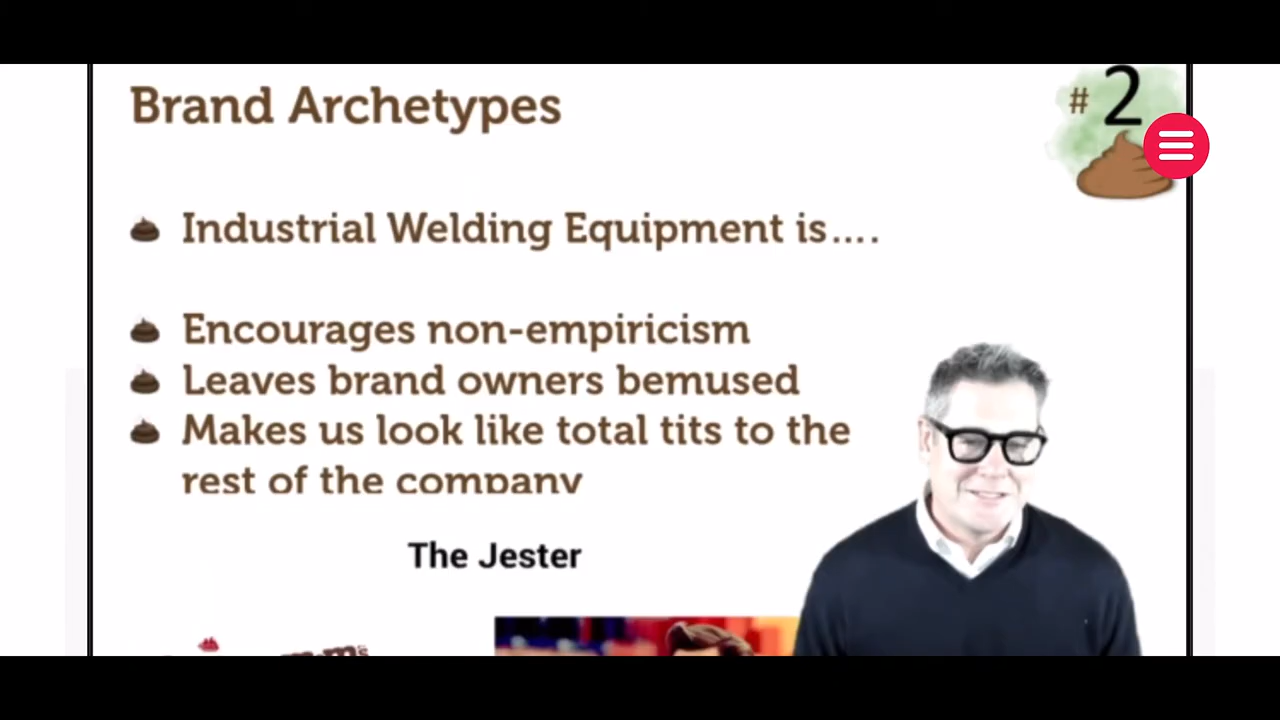 Brand Archetypes
# 2
Industrial Welding Equipment is....
Encourages non-empiricism
Leaves brand owners bemused
Makes us look like total tits to the
rest of the company
The Jester